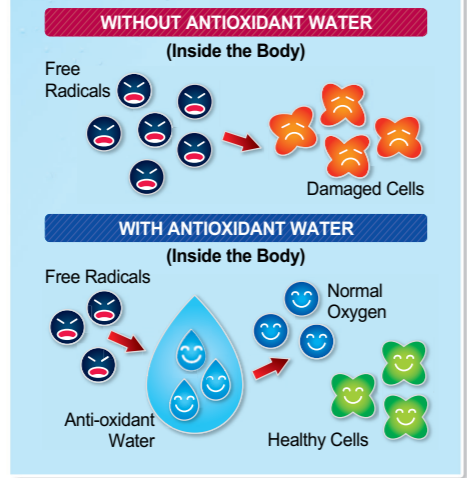 WITHOUT ANTIOXIDANT WATER
(Inside the Body)
Free
Radicals
Damaged Cells
WITH ANTIOXIDANT WATER
(Inside the Body)
Free Radicals
Normal
Oxygen
Anti-oxidant
Water
Healthy Cells